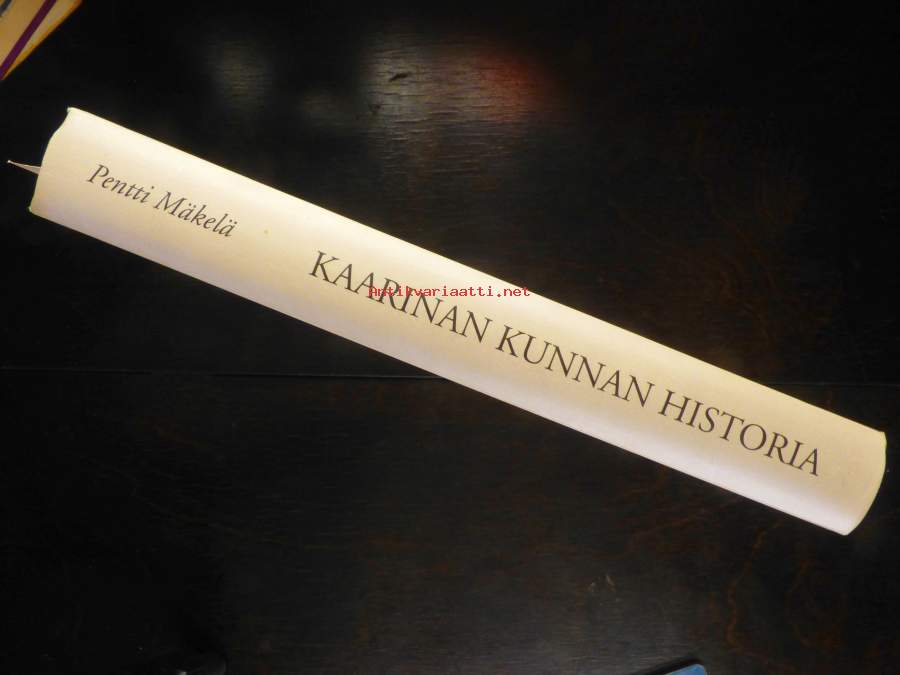 Pentti Mäkelä
KAARINAN KUNNAN HISTORIA
Antikvariaatti.net